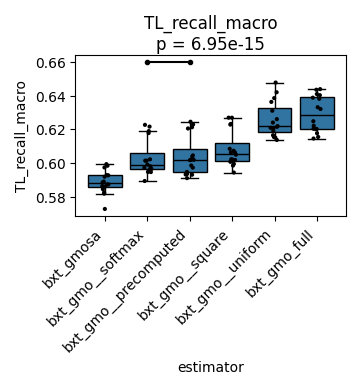 TL_recall_macro
p = 6.95e-15
TL_recall_macro
0.66
0.64
0.62
0.60
0.58
bxt_gmosa
bxt_gmo__softmax
bxt_gmo__precomputed
bxt_gmo__square
bxt_gmo__uniform
bxt_gmo_full
estimator